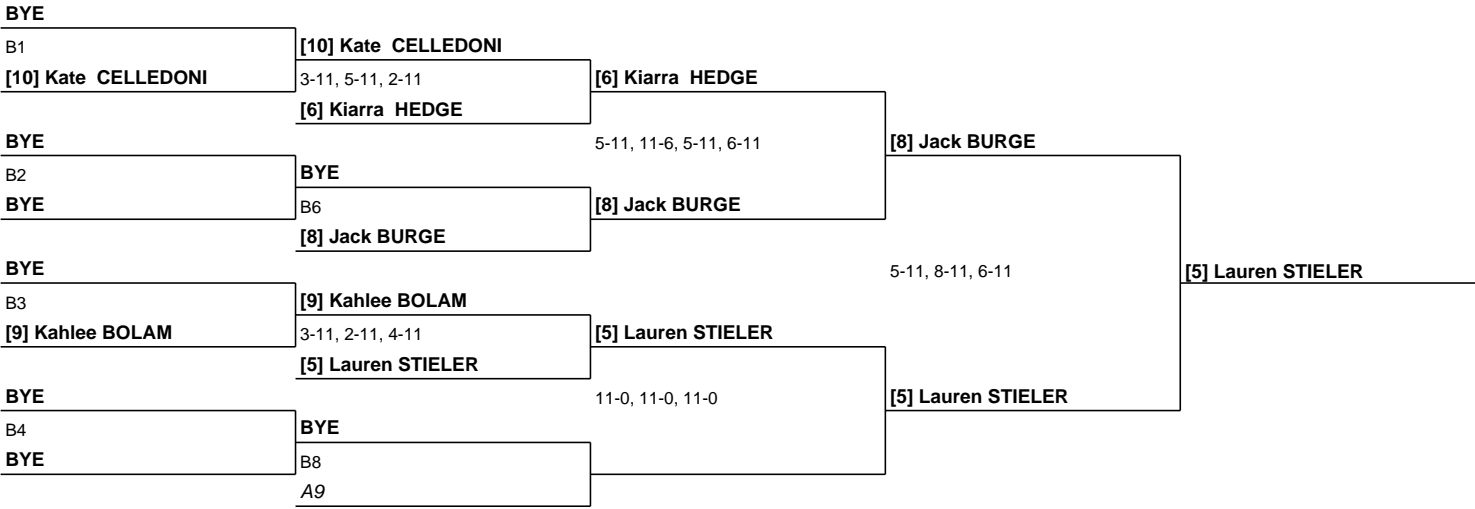 BYE
B1
[10] Kate CELLEDONI
BYE
B2
BYE
BYE
B3
[9] Kahlee BOLAM
BYE
B4
BYE
[10] Kate CELLEDONI
3-11, 5-11, 2-11
[6] Kiarra HEDGE
BYE
B6
[8] Jack BURGE
[9] Kahlee BOLAM
3-11, 2-11, 4-11
[5] Lauren STIELER
BYE
B8
A9
[6] Kiarra HEDGE
5-11, 11-6, 5-11, 6-11
[8] Jack BURGE
[5] Lauren STIELER
11-0, 11-0, 11-0
[8] Jack BURGE
5-11, 8-11, 6-11
[5] Lauren STIELER
[5] Lauren STIELER